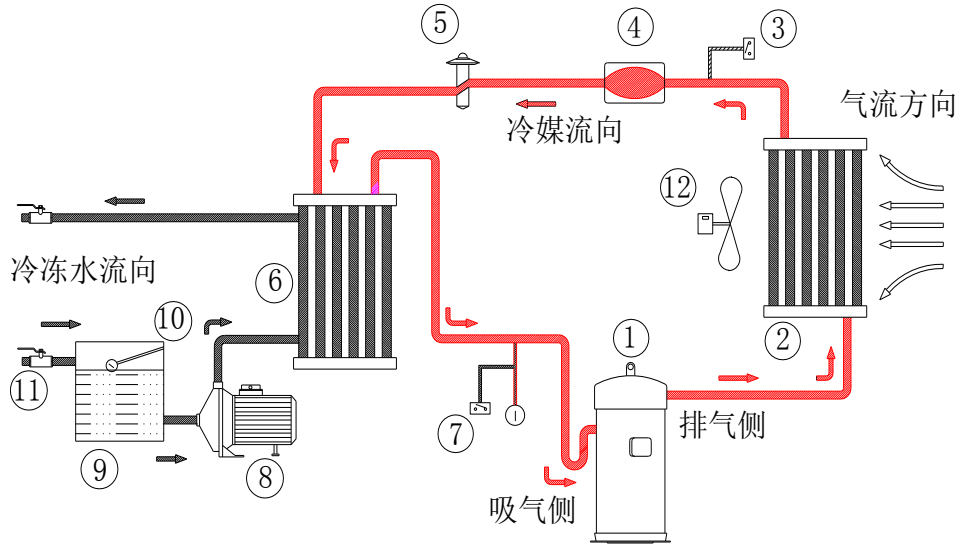 ⑤
④
③
冷媒流向
气流方向
⑫
冷冻水流向
⑥
⑩
①
②
⑪
⑦
排气侧
⑨
⑧
吸气侧